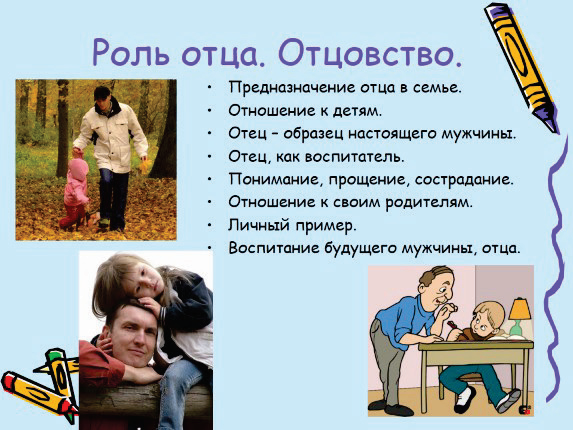 Роль отца. Отцовство.
• Предназначение отца в семье.
• Отношение к детям.
• Отец – образец настоящего мужчины.
• Отец, как воспитатель.
• Понимание, прощение, сострадание.
• Отношение к своим родителям.
• Личный пример.
• Воспитание будущего мужчины, отца.